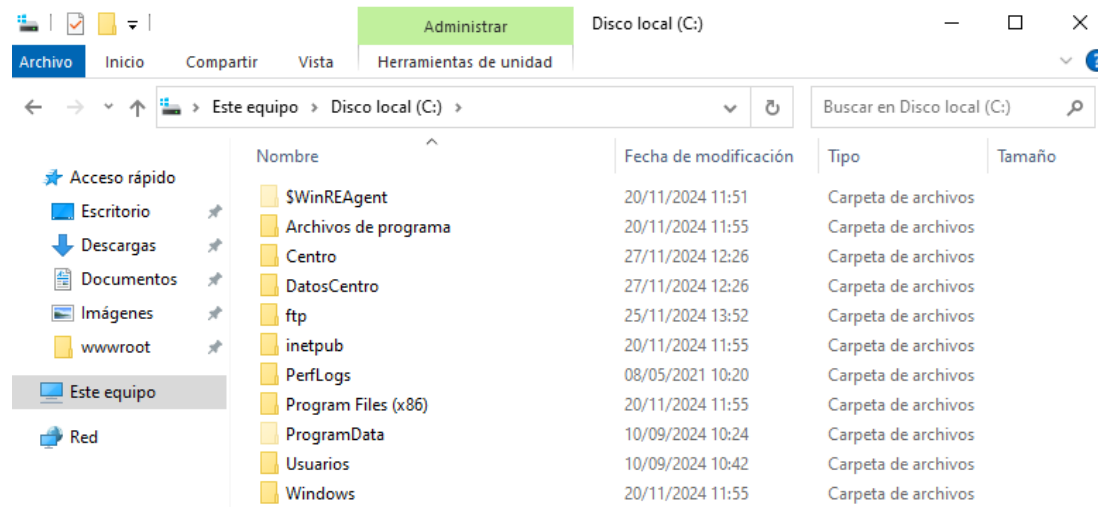 Administrar Disco local (C:)
Archivo Inicio Compartir Vista Herramientas de unidad ?
Este equipo Disco local (C:) Buscar en Disco local (C:)
Nombre Fecha de modificación Tipo Tamaño
Acceso rápido
Escritorio
Descargas
Documentos
Imágenes
wwwroot
Este equipo
Red
$WinREAgent 20/11/2024 11:51 Carpeta de archivos
Archivos de programa 20/11/2024 11:55 Carpeta de archivos
Centro 27/11/2024 12:26 Carpeta de archivos
DatosCentro 27/11/2024 12:26 Carpeta de archivos
ftp 25/11/2024 13:52 Carpeta de archivos
inetpub 20/11/2024 11:55 Carpeta de archivos
PerfLogs 08/05/2021 10:20 Carpeta de archivos
Program Files (x86) 20/11/2024 11:55 Carpeta de archivos
ProgramData 10/09/2024 10:24 Carpeta de archivos
Usuarios 10/09/2024 10:42 Carpeta de archivos
Windows 20/11/2024 11:55 Carpeta de archivos